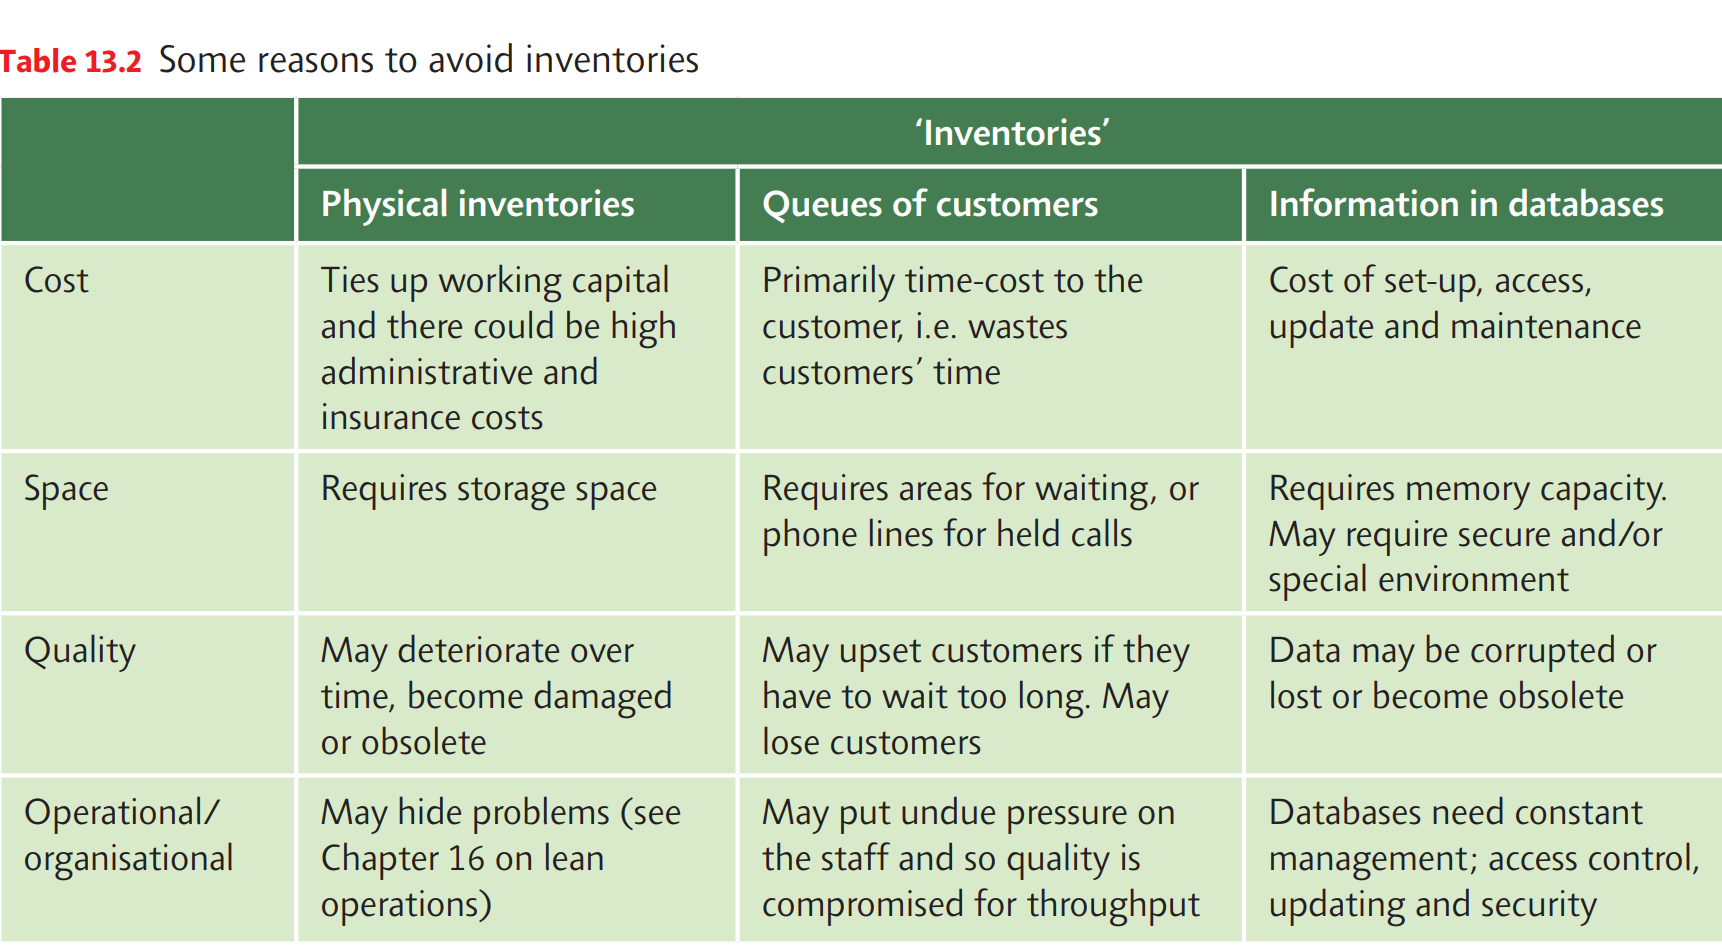 Table 13.2 Some reasons to avoid inventories
‘Inventories’
Physical inventories
Queues of customers
Information in databases
Cost
Ties up working capital
and there could be high
administrative and
insurance costs
Primarily time-cost to the
customer, i.e. wastes
customers’ time
Cost of set-up, access,
update and maintenance
Space
Requires storage space
Requires areas for waiting, or
phone lines for held calls
Requires memory capacity.
May require secure and/or
special environment
Quality
May deteriorate over
time, become damaged
or obsolete
May upset customers if they
have to wait too long. May
lose customers
Data may be corrupted or
lost or become obsolete
Operational/
organisational
May hide problems (see
Chapter 16 on lean
operations)
May put undue pressure on
the staff and so quality is
compromised for throughput
Databases need constant
management; access control,
updating and security